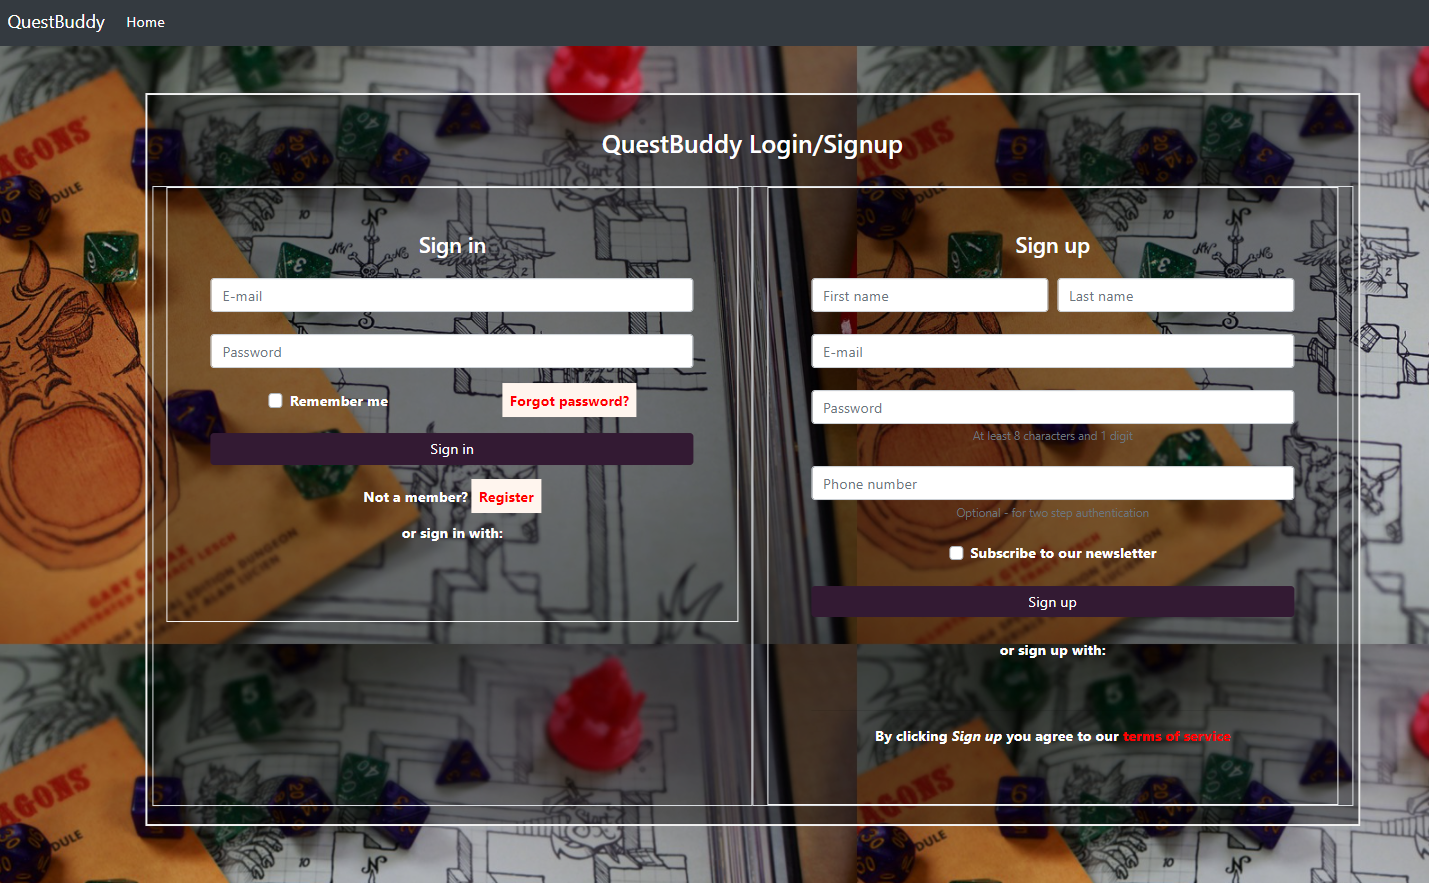 QuestBuddy Home
QuestBuddy Login/Signup
Sign in
E-mail
Password
Remember me
Forgot password?
Sign in
Not a member? Register
or sign in with:
Sign up
First name Last name
E-mail
Password
At least 8 characters and 1 digit
Phone number
Optional - for two step authentication
Subscribe to our newsletter
Sign up
or sign up with:
By clicking Sign up you agree to our terms of service